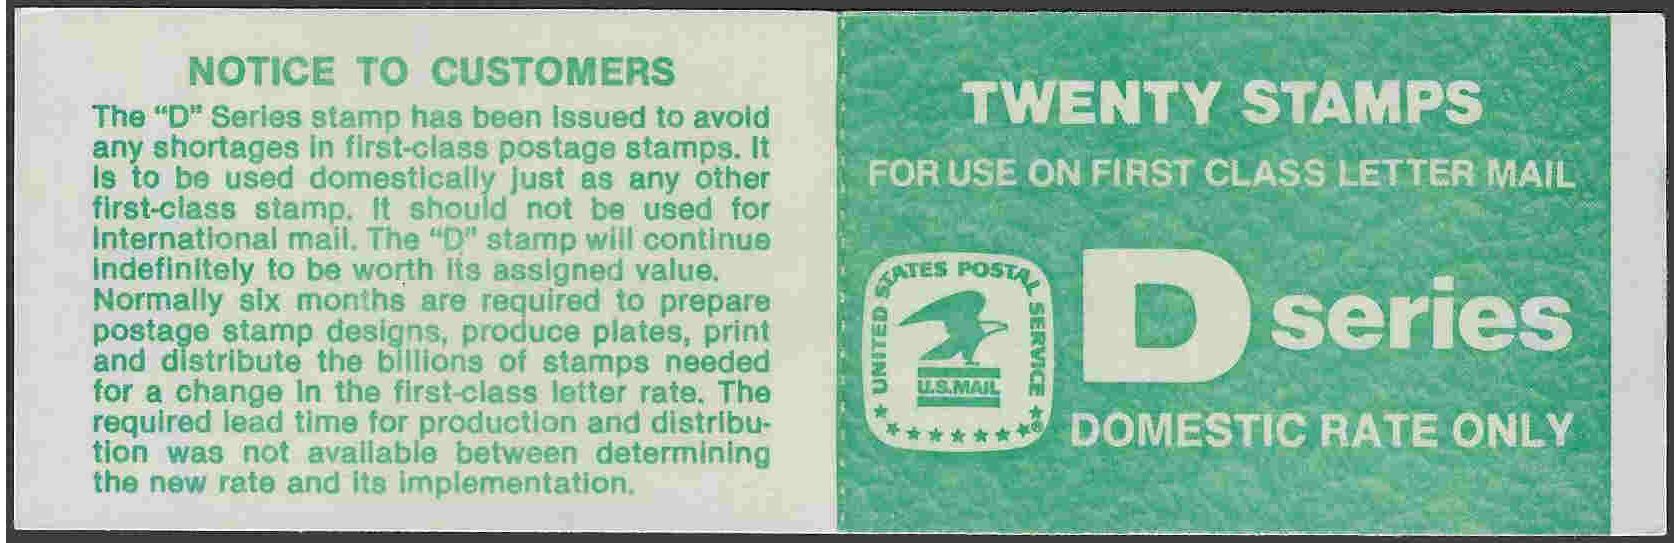 NOTICE TO CUSTOMERS
The “D” Series stamp has been issued to avoid
any shortages in first-class postage stamps. It
is to be used domestically just as any other
first-class stamp. It should not be used for
international mail. The “D” stamp will continue
indefinitely to be worth its assigned value.
Normally six months are required to prepare
postage stamp designs, produce plates, print
and distribute the billions of stamps needed
for a change in the first-class letter rate. The
required lead time for production and distribu-
tion was not available between determining
the new rate and its implementation.
TWENTY STAMPS
FOR USE ON FIRST CLASS LETTER MAIL
UNITED STATES POSTAL SERVICE
U.S.MAIL
®
D series
DOMESTIC RATE ONLY